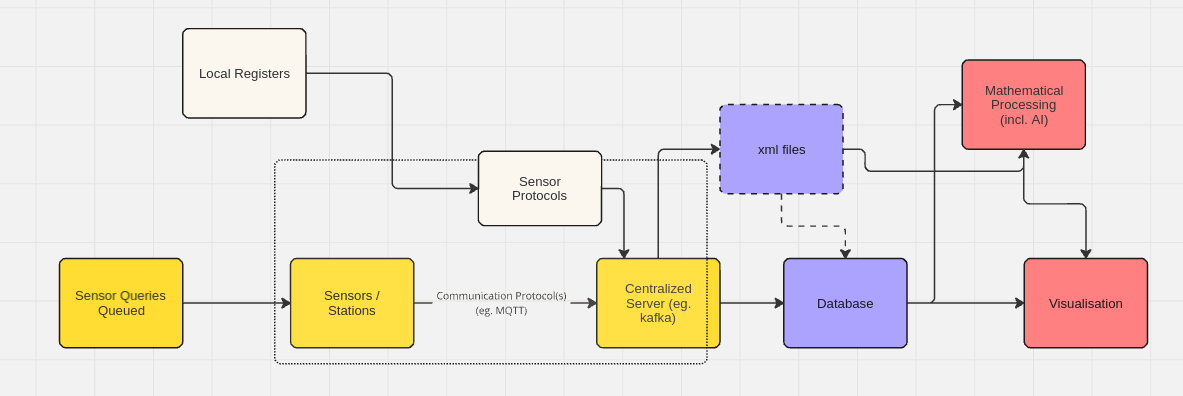 Local Registers
Mathematical
Processing
(incl. AI)
xml files
Sensor
Protocols
Sensor Queries
Queued
Sensors /
Stations
Communication Protocol(s)
(eg. MQTT)
Centralized
Server (eg.
kafka)
Database
Visualisation